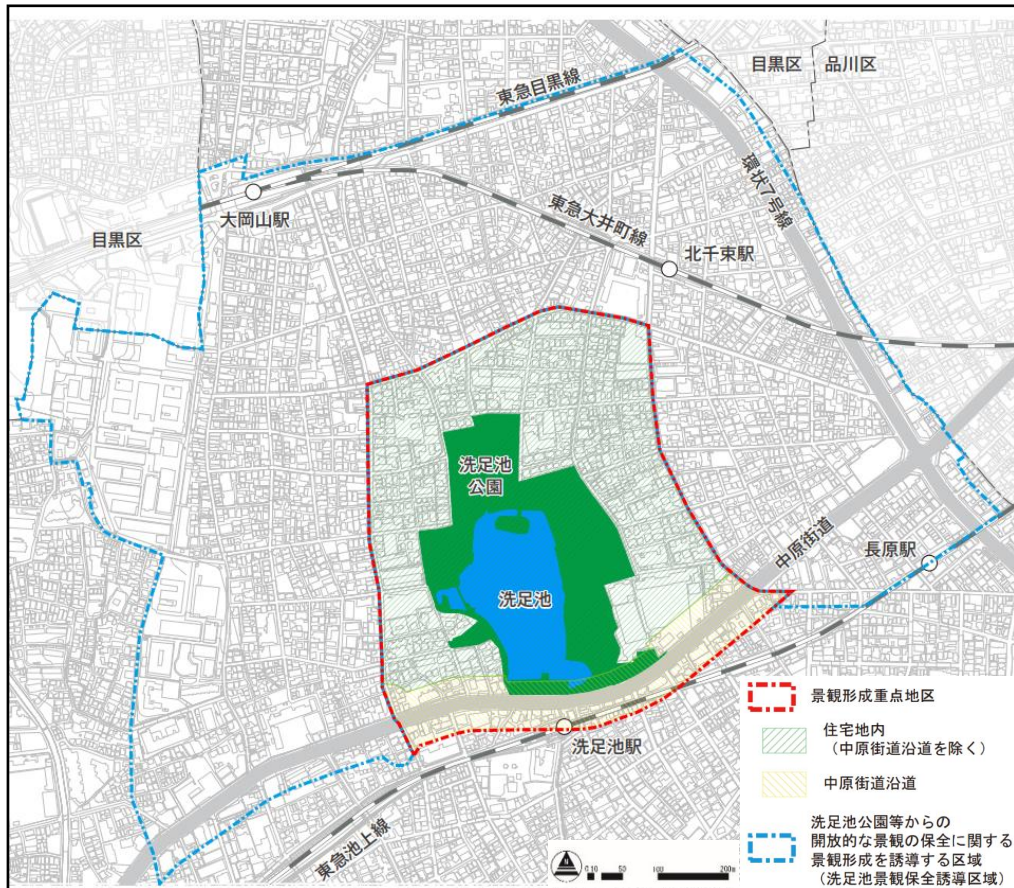 目黒区
品川区
東急目黒線
環状7号線
大岡山駅
目黒区
東急大井町線
北千束駅
洗足池
公園
洗足池
中原街道
長原駅
洗足池駅
東急池上線
景観形成重点地区
住宅地内
（中原街道沿道を除く）
中原街道沿道
洗足池公園等からの
開放的な景観の保全に関する
景観形成を誘導する区域
（洗足池景観保全誘導区域）
N
0 10 50 100 200m